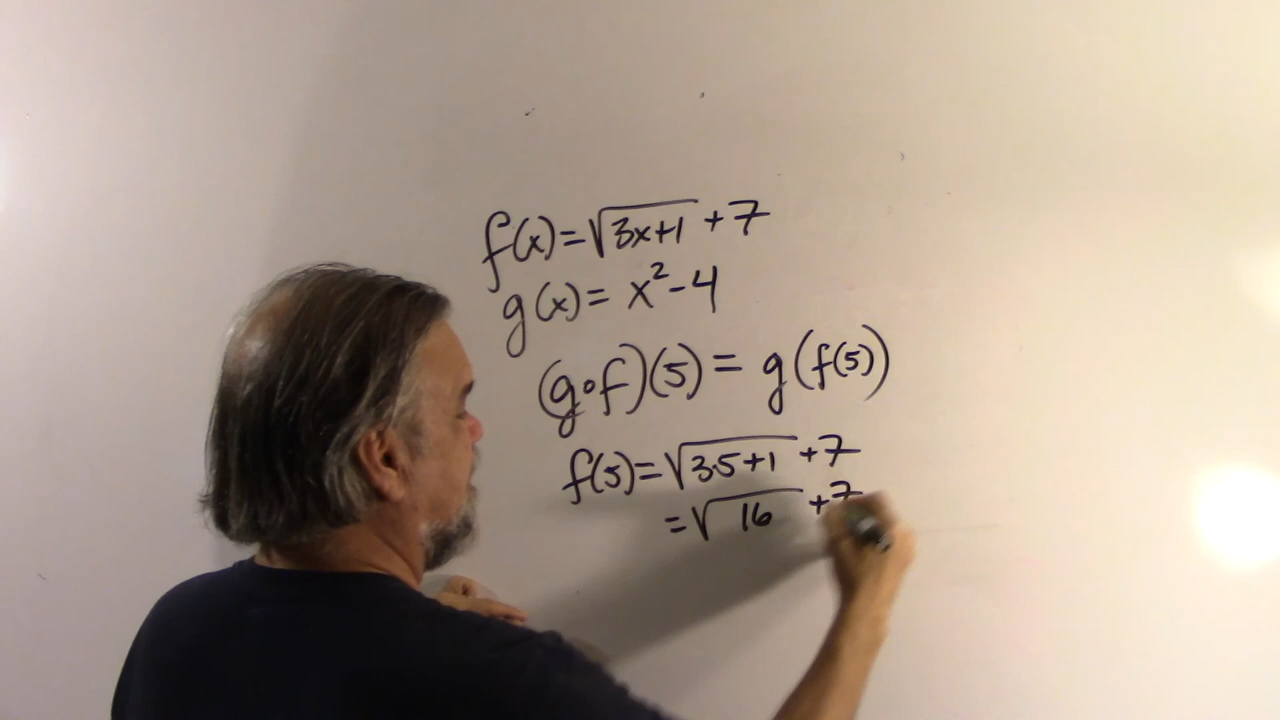 f(x)=√3x+1 +7
g(x)= x²-4
(g∘f)(5) = g(f(5))
f(5)=√3·5+1 +7
=√16 +7